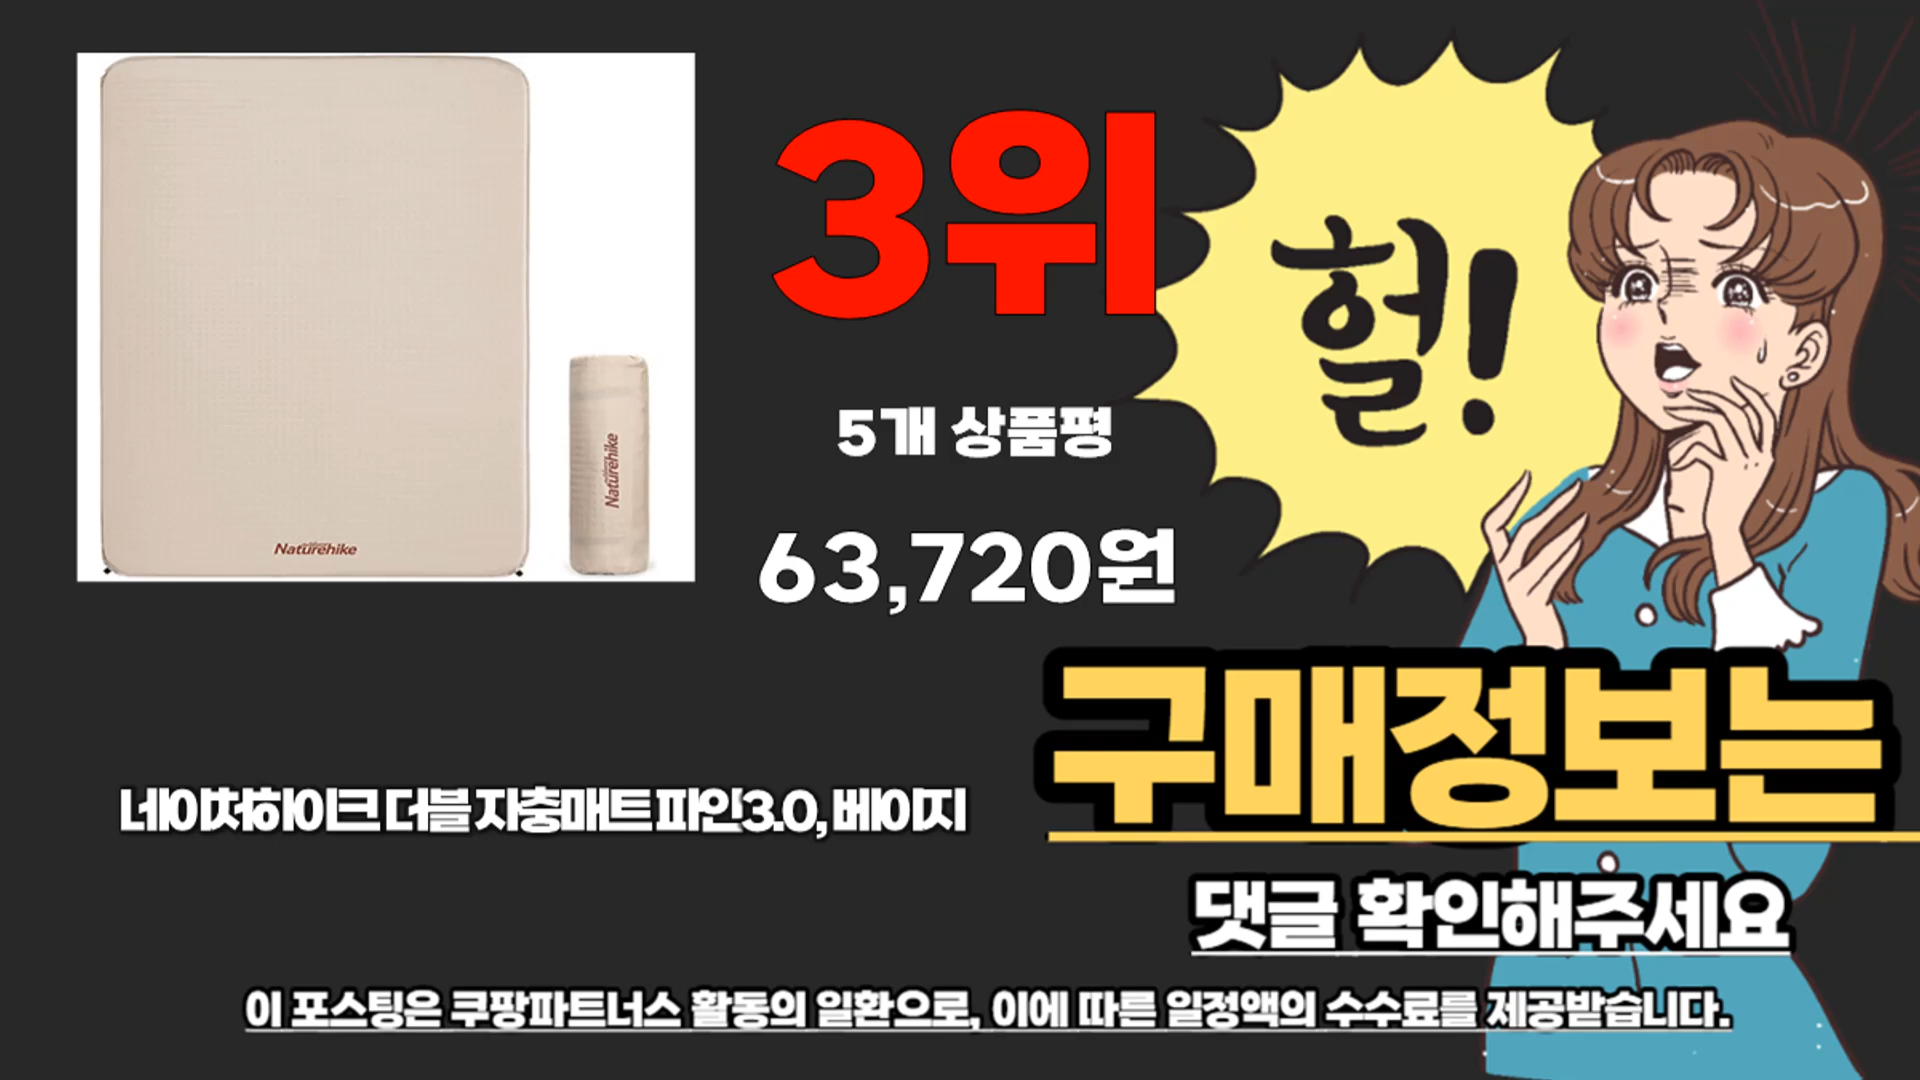 3위
헐!
5개 상품평
63,720원
Naturehike
Naturehike
구매정보는
네이처하이크 더블 자충매트 파인3.0, 베이지
댓글 확인해주세요
이 포스팅은 쿠팡파트너스 활동의 일환으로, 이에 따른 일정액의 수수료를 제공받습니다.